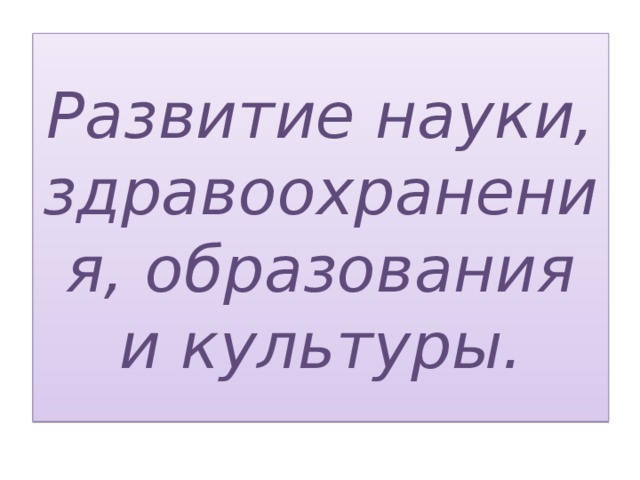 Развитие науки,
здравоохранени
я, образования
и культуры.